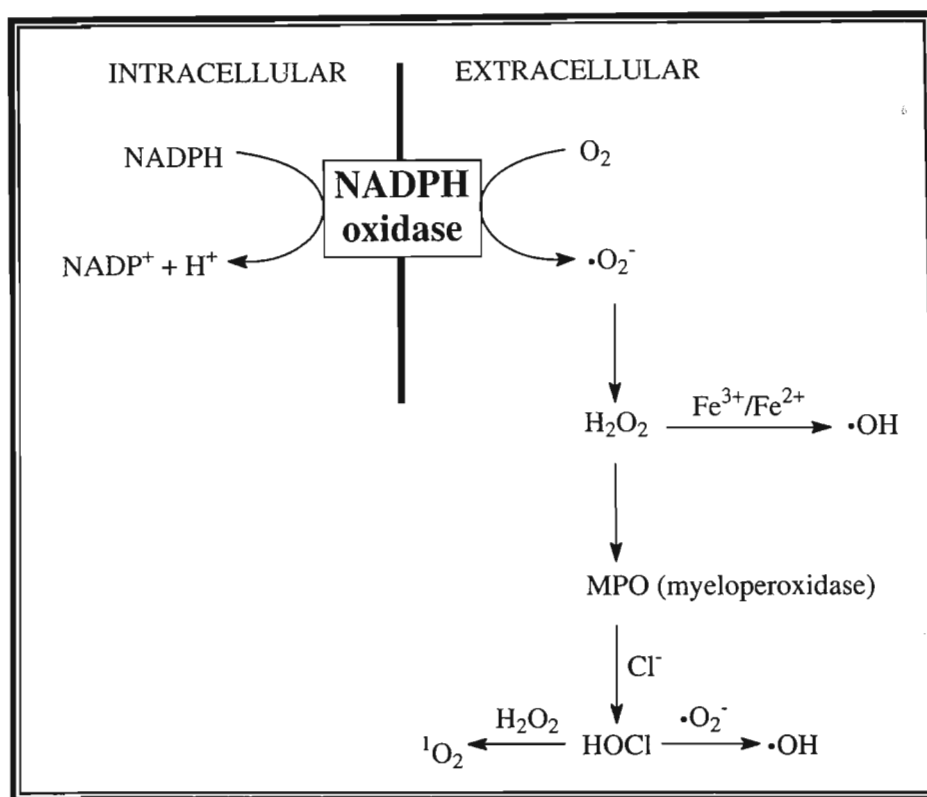 INTRACELLULAR
EXTRACELLULAR
NADPH
NADPH
oxidase
O₂
NADP⁺ + H⁺
•O₂⁻
H₂O₂
Fe³⁺/Fe²⁺
•OH
MPO (myeloperoxidase)
Cl⁻
¹O₂
H₂O₂
HOCl
•O₂⁻
•OH